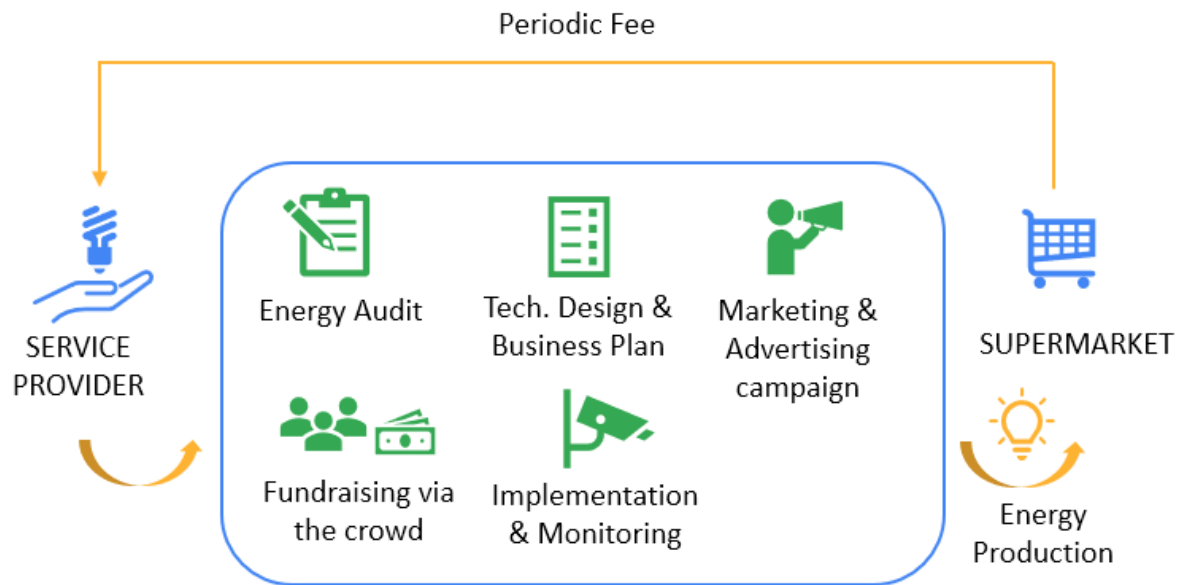 Periodic Fee
SERVICE
PROVIDER
Energy Audit
Tech. Design &
Business Plan
Marketing &
Advertising
campaign
Fundraising via
the crowd
Implementation
& Monitoring
SUPERMARKET
Energy
Production